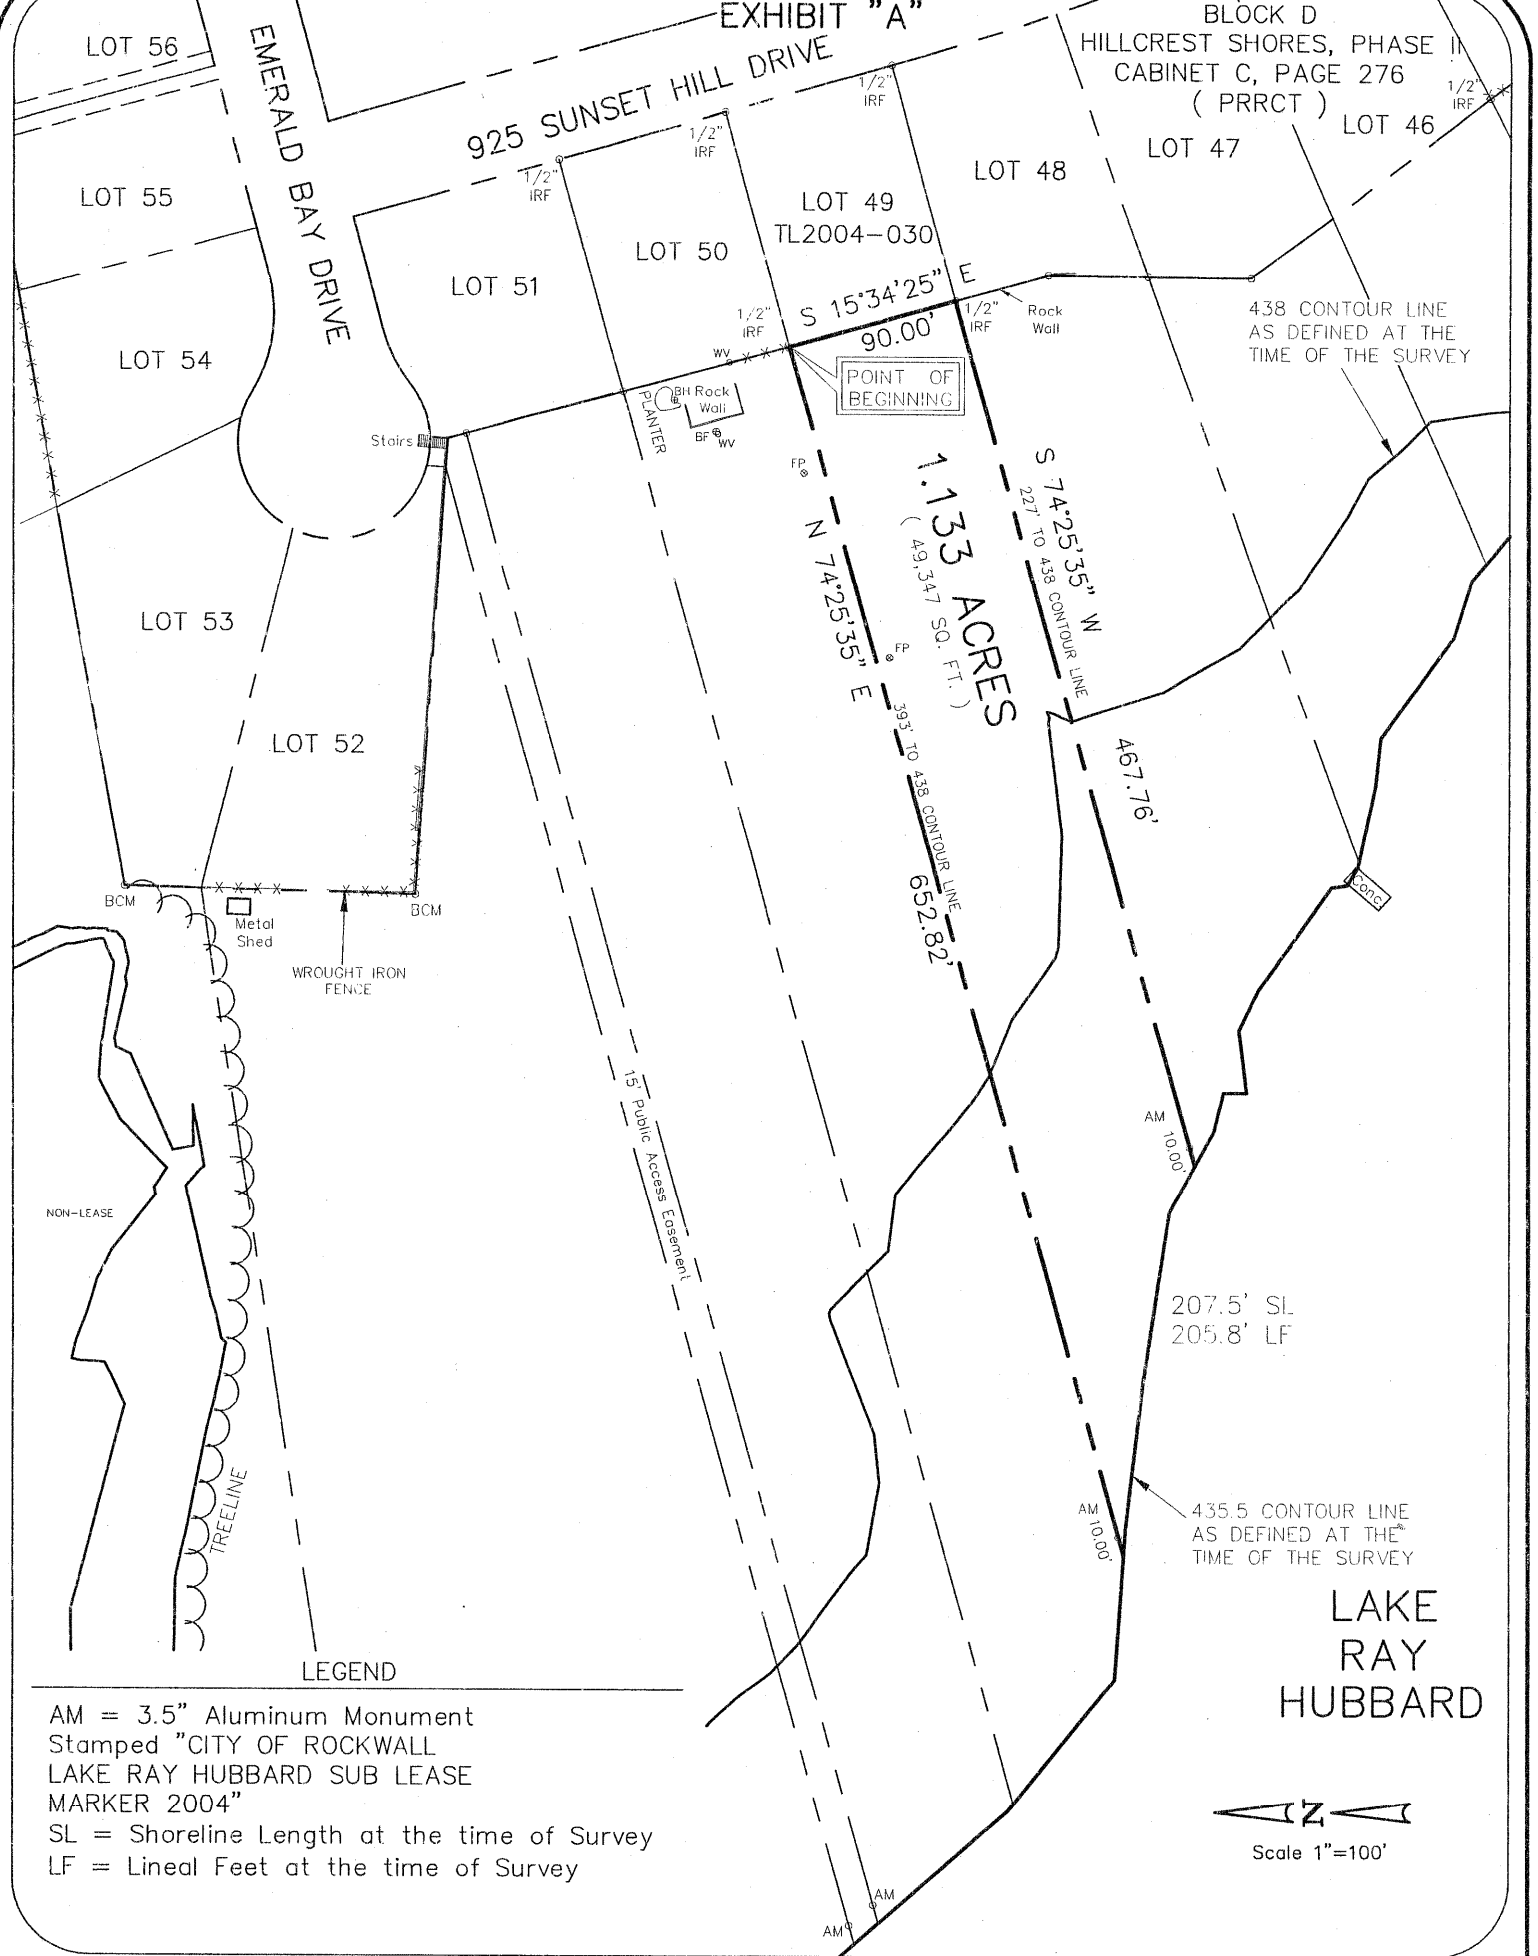 EXHIBIT "A"
BLOCK D
HILLCREST SHORES, PHASE II
CABINET C, PAGE 276
( PRRCT )
LOT 56
EMERALD BAY DRIVE
925 SUNSET HILL DRIVE
1/2"
IRF
1/2"
IRF
1/2"
IRF
1/2"
IRF
LOT 46
LOT 47
LOT 48
LOT 49
TL2004-030
LOT 50
LOT 51
LOT 55
LOT 54
1/2"
IRF
S 15°34'25" E
90.00'
1/2"
IRF
Rock
Wall
438 CONTOUR LINE
AS DEFINED AT THE
TIME OF THE SURVEY
POINT OF
BEGINNING
WV
BH Rock
Wall
BF
WV
PLANTER
Stairs
FP
FP
N 74°25'35" E
393' TO 438 CONTOUR LINE
652.82'
1.133 ACRES
( 49,347 SQ. FT. )
S 74°25'35" W
227' TO 438 CONTOUR LINE
467.76'
LOT 53
LOT 52
BCM
BCM
Metal
Shed
WROUGHT IRON
FENCE
Conc.
15' Public Access Easement
AM
10.00'
NON-LEASE
207.5' SL
205.8' LF
TREELINE
AM
10.00'
435.5 CONTOUR LINE
AS DEFINED AT THE
TIME OF THE SURVEY
LAKE
RAY
HUBBARD
LEGEND
AM = 3.5" Aluminum Monument
Stamped "CITY OF ROCKWALL
LAKE RAY HUBBARD SUB LEASE
MARKER 2004"
SL = Shoreline Length at the time of Survey
LF = Lineal Feet at the time of Survey
N
Scale 1"=100'
AM
AM